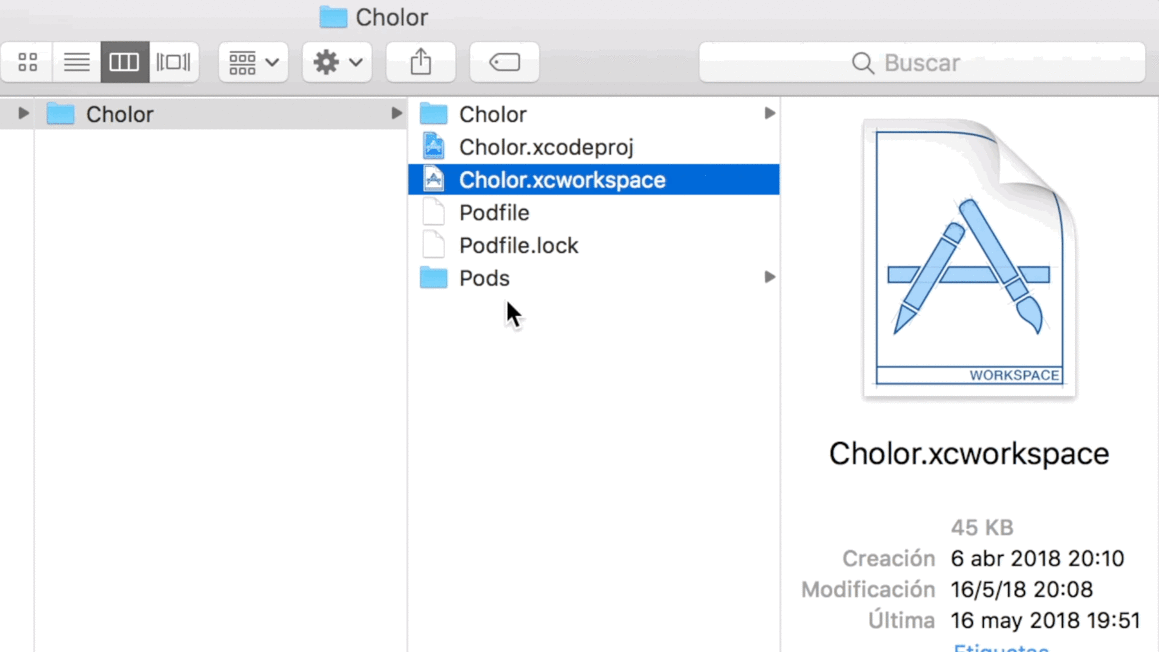 Cholor
Buscar
Cholor
Cholor
Cholor.xcodeproj
Cholor.xcworkspace
Podfile
Podfile.lock
Pods
WORKSPACE
Cholor.xcworkspace
45 KB
Creación 6 abr 2018 20:10
Modificación 16/5/18 20:08
Última 16 may 2018 19:51
Etiquetas